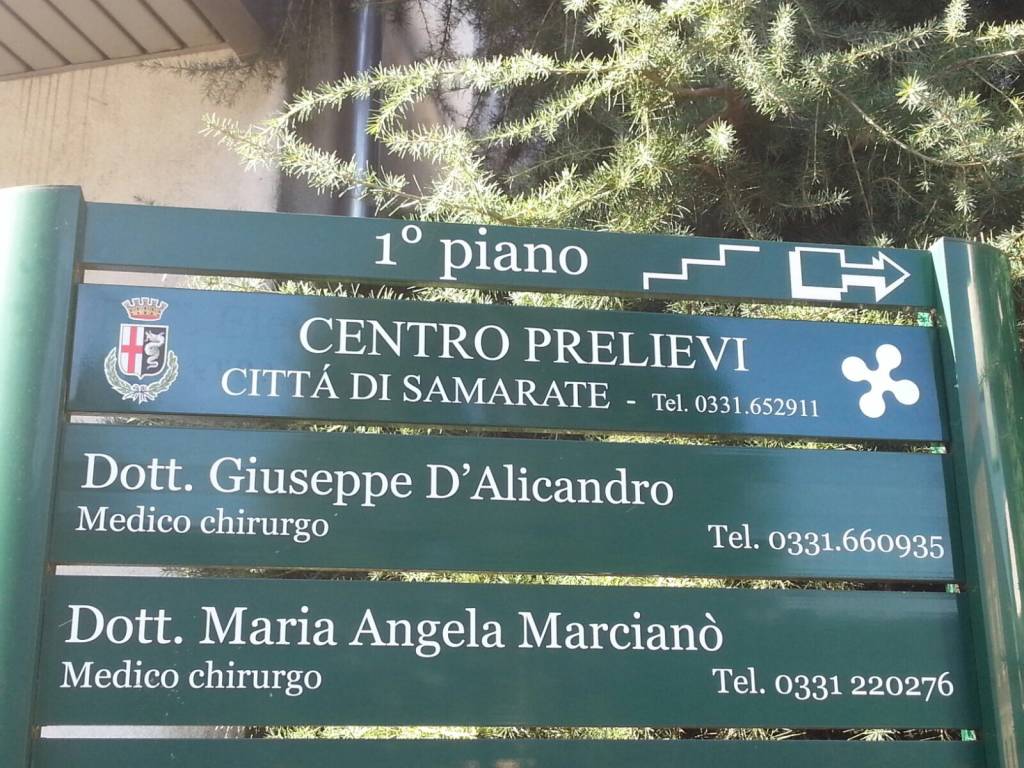 1° piano
CENTRO PRELIEVI
CITTÁ DI SAMARATE - Tel. 0331.652911
Dott. Giuseppe D'Alicandro
Medico chirurgo
Tel. 0331.660935
Dott. Maria Angela Marcianò
Medico chirurgo
Tel. 0331 220276